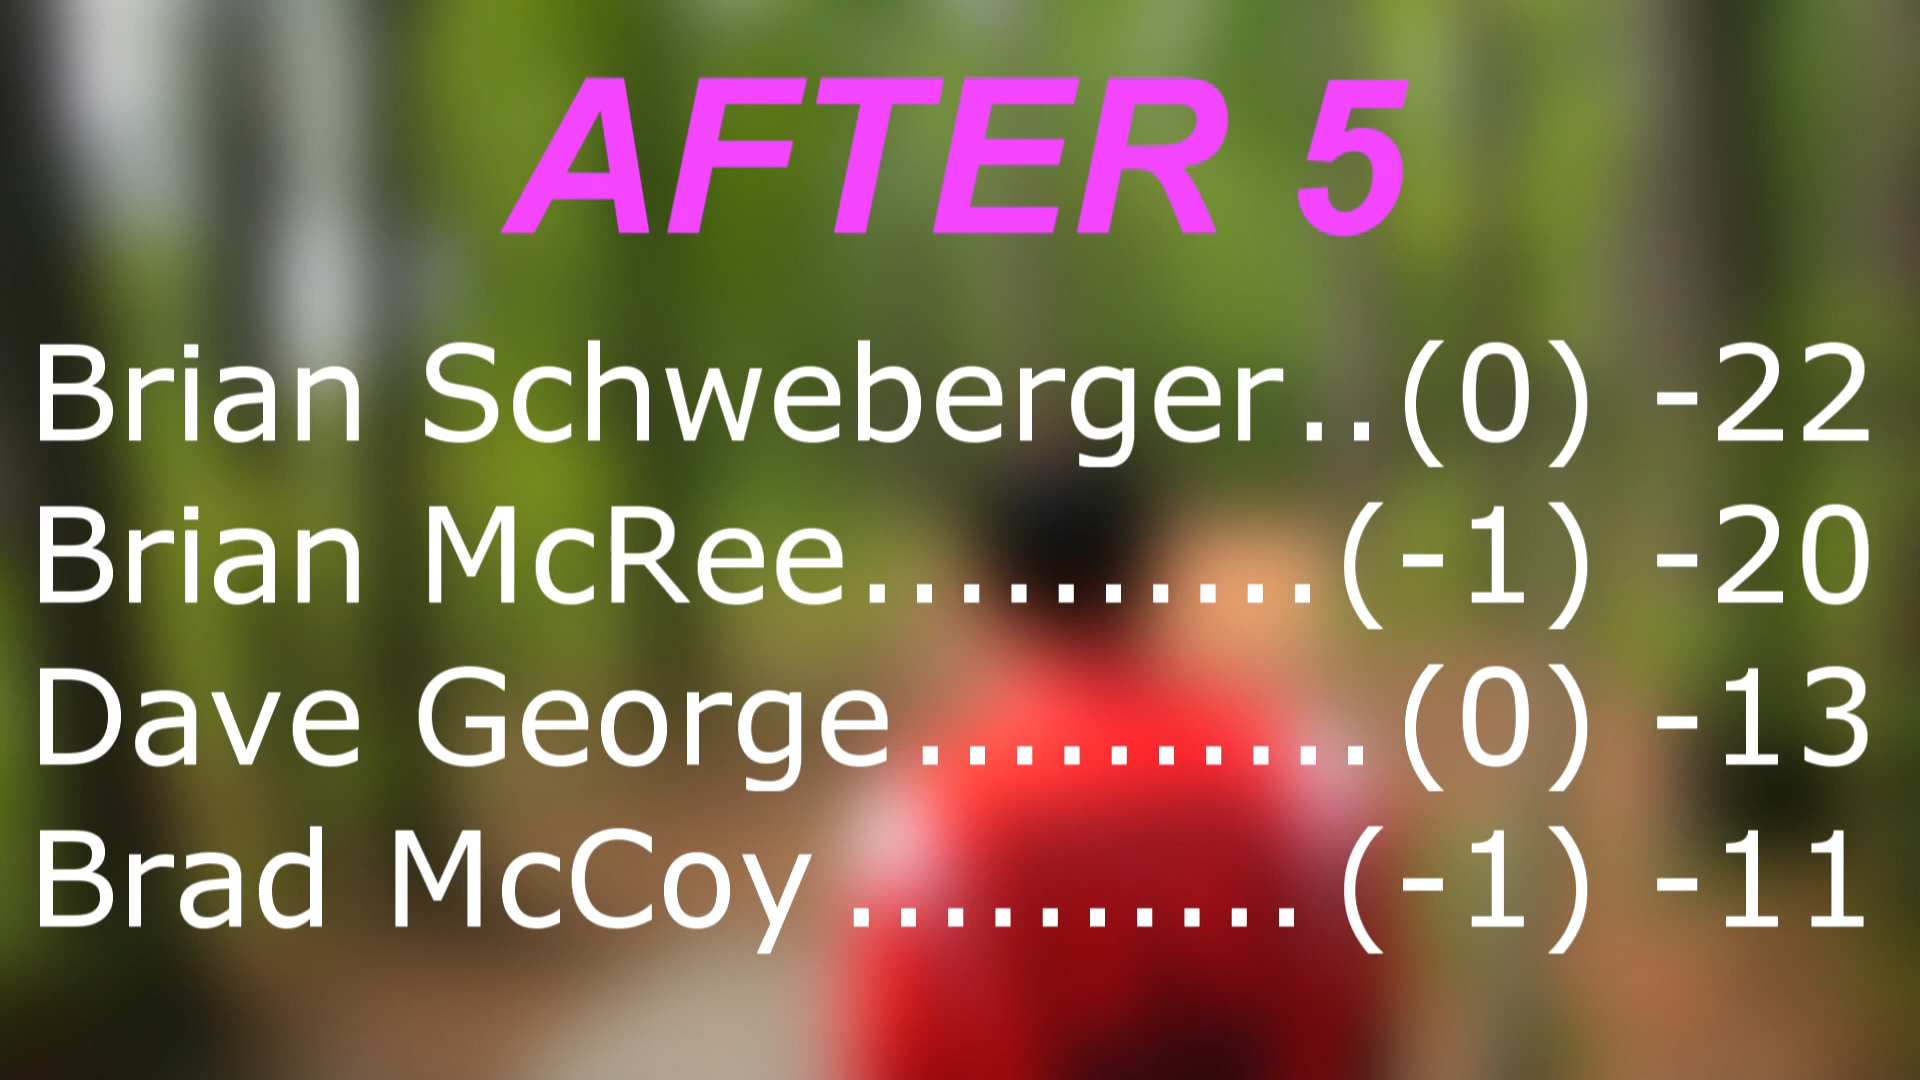 AFTER 5
Brian Schweberger..(0) -22
Brian McRee..........(-1) -20
Dave George..........(0) -13
Brad McCoy..........(-1) -11